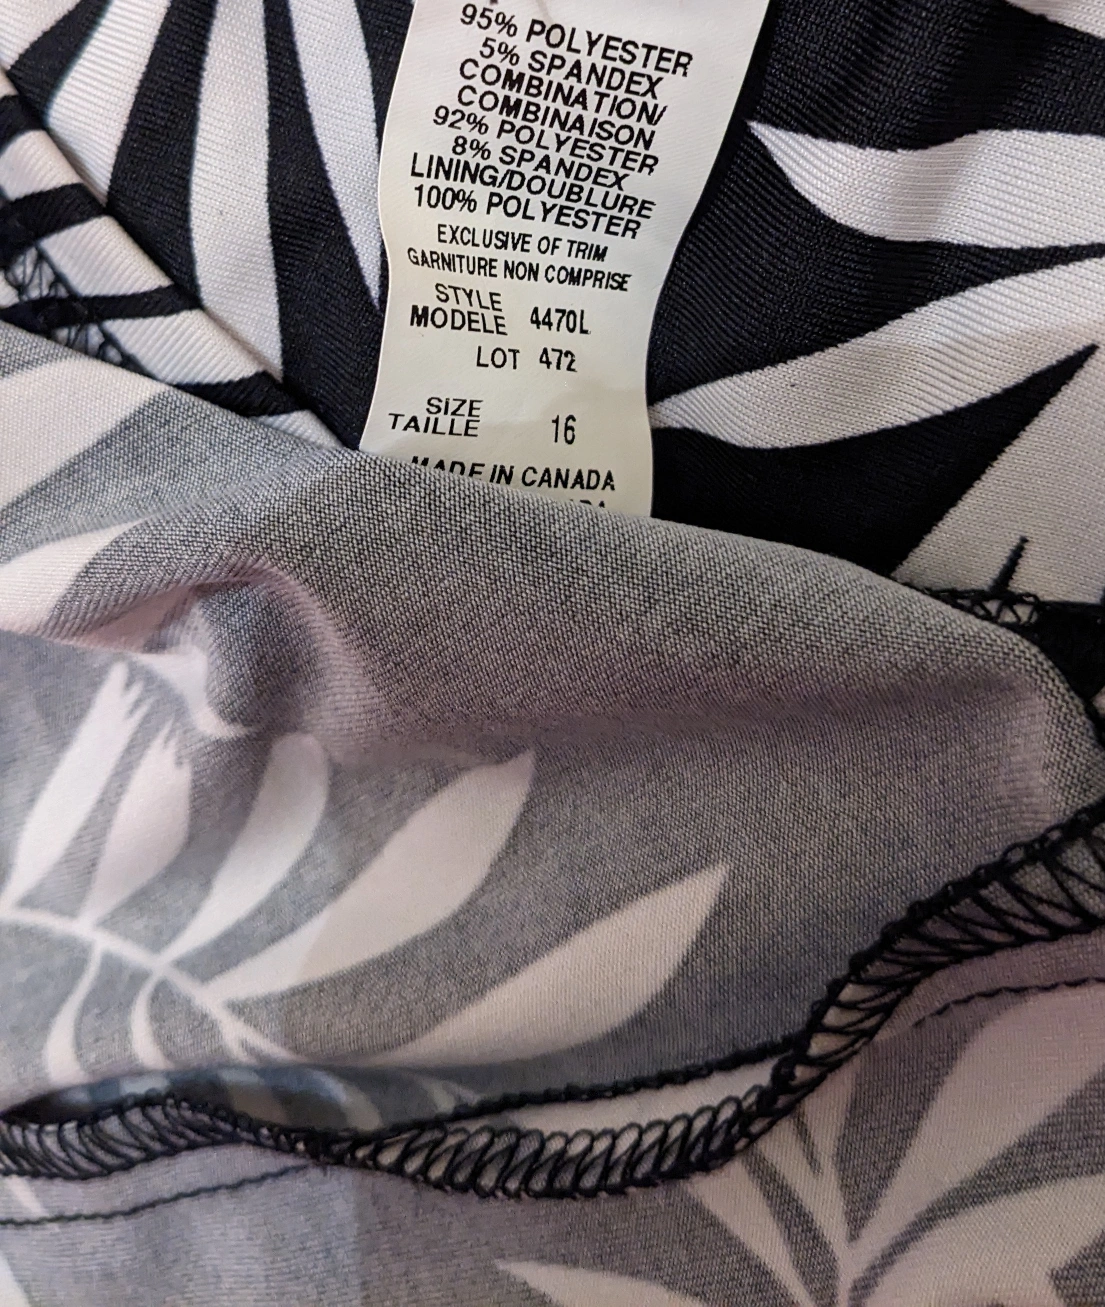 95% POLYESTER
5% SPANDEX
COMBINATION/
COMBINAISON
92% POLYESTER
8% SPANDEX
LINING/DOUBLURE
100% POLYESTER
EXCLUSIVE OF TRIM
GARNITURE NON COMPRISE
STYLE
MODELE 4470L
LOT 472
SIZE
TAILLE 16
MADE IN CANADA